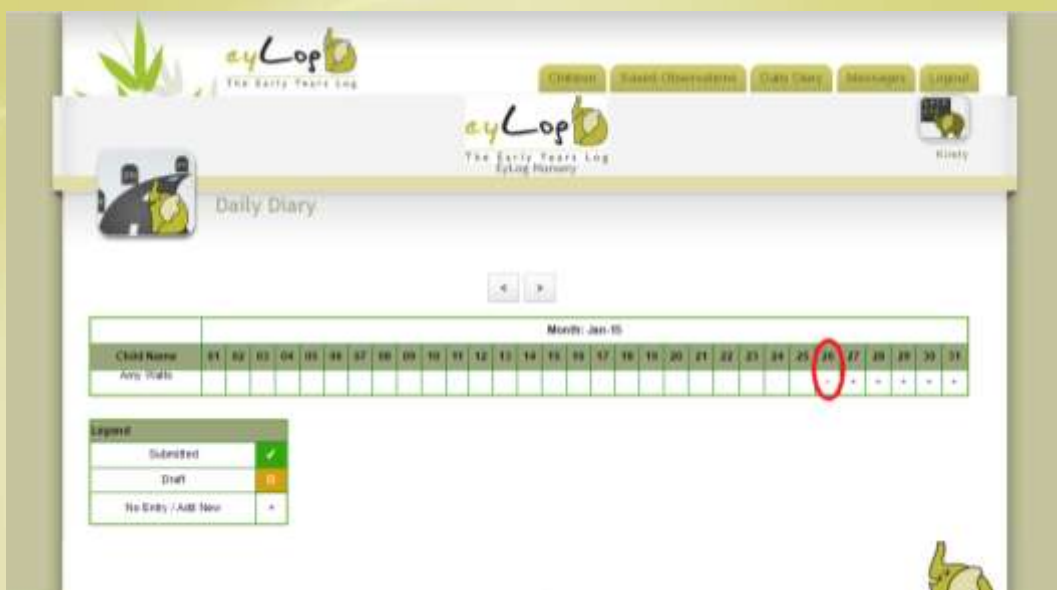 eyLog
The Early Years Log
Children Saved Observations Daily Diary Messages Logout
eyLog
The Early Years Log
EyLog Nursery
Kirsty
Daily Diary
< >
Month: Jan-15
Child Name 01 02 03 04 05 06 07 08 09 10 11 12 13 14 15 16 17 18 19 20 21 22 23 24 25 26 27 28 29 30 31
Amy Watts + + + + + +
Legend
Submitted ✓
Draft D
No Entry / Add New +